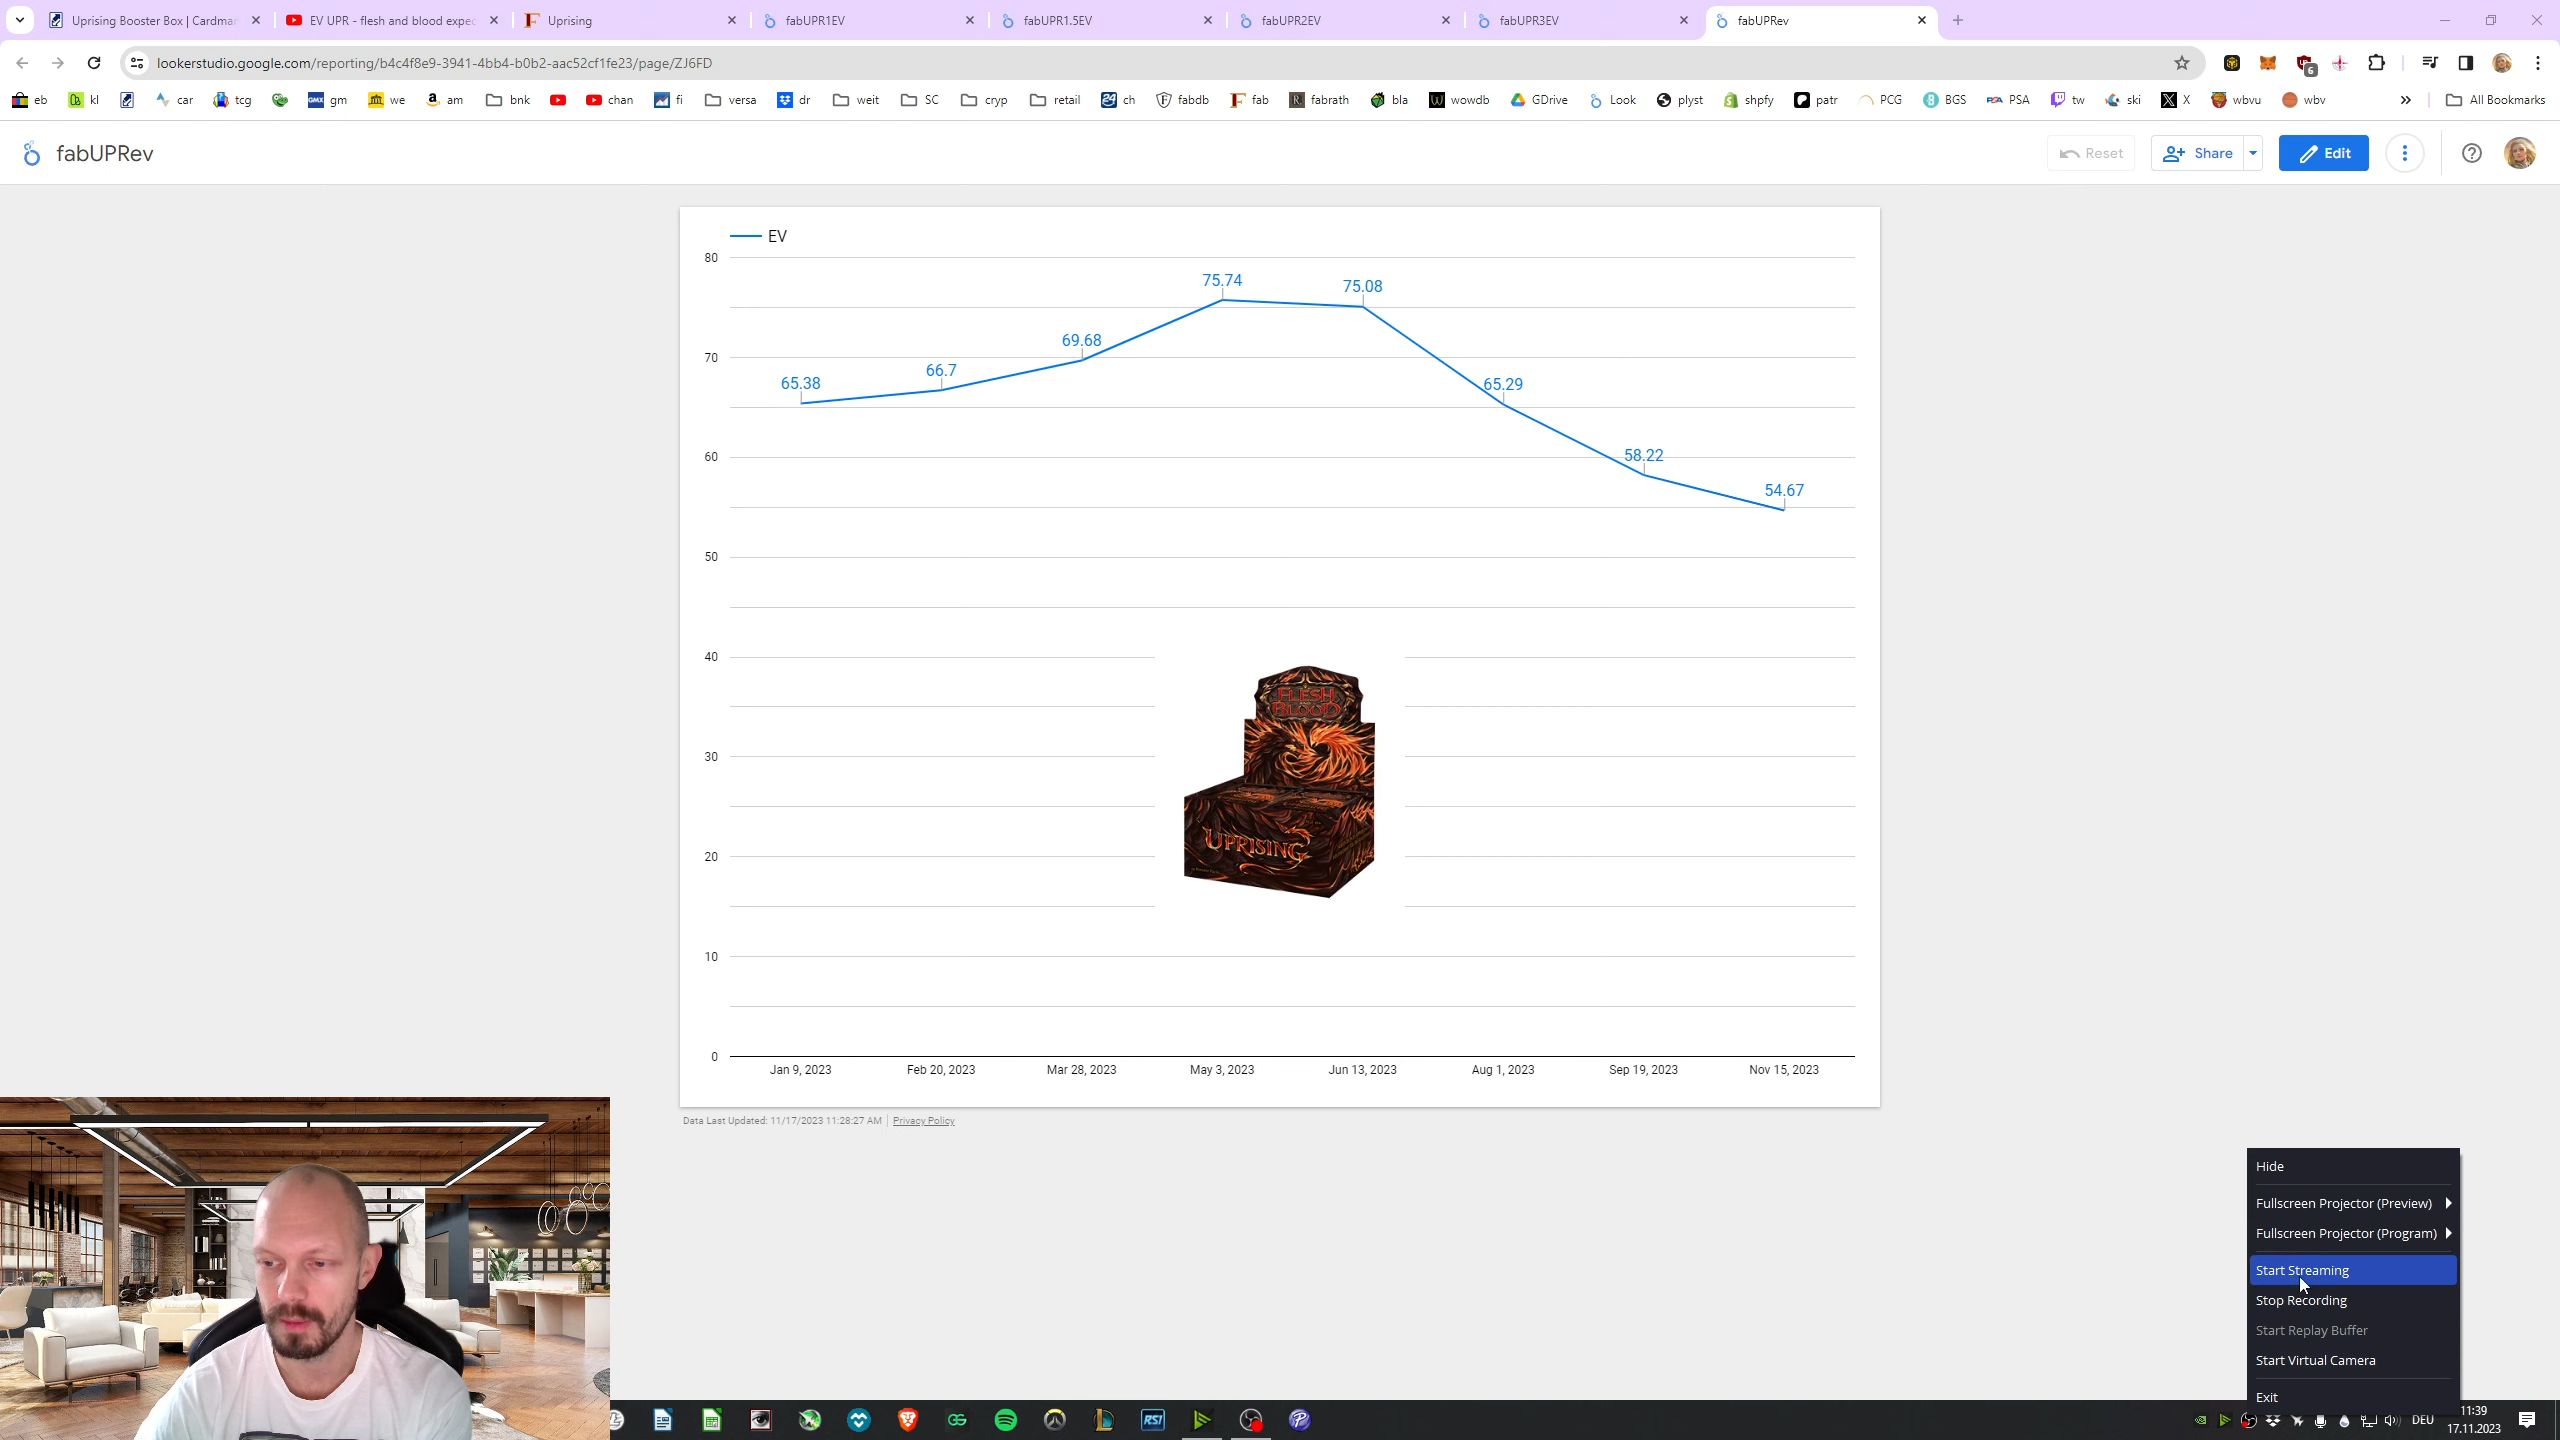 Uprising Booster Box | Cardmar
EV UPR - flesh and blood expec
Uprising
fabUPR1EV
fabUPR1.5EV
fabUPR2EV
fabUPR3EV
fabUPRev
lookerstudio.google.com/reporting/b4c4f8e9-3941-4bb4-b0b2-aac52cf1fe23/page/ZJ6FD
6
eb
kl
car
tcg
gm
we
am
bnk
chan
fi
versa
dr
weit
SC
cryp
retail
ch
fabdb
fab
fabrath
bla
wowdb
GDrive
Look
plyst
shpfy
patr
PCG
BGS
PSA
tw
ski
X
wbvu
wbv
All Bookmarks
fabUPRev
Reset
Share
Edit
EV
80
70
60
50
40
30
20
10
0
65.38
66.7
69.68
75.74
75.08
65.29
58.22
54.67
FLESH
BLOOD
UPRISING
Jan 9, 2023
Feb 20, 2023
Mar 28, 2023
May 3, 2023
Jun 13, 2023
Aug 1, 2023
Sep 19, 2023
Nov 15, 2023
Data Last Updated: 11/17/2023 11:28:27 AM
Privacy Policy
Hide
Fullscreen Projector (Preview)
Fullscreen Projector (Program)
Start Streaming
Stop Recording
Start Replay Buffer
Start Virtual Camera
Exit
RSI
DEU
11:39
17.11.2023